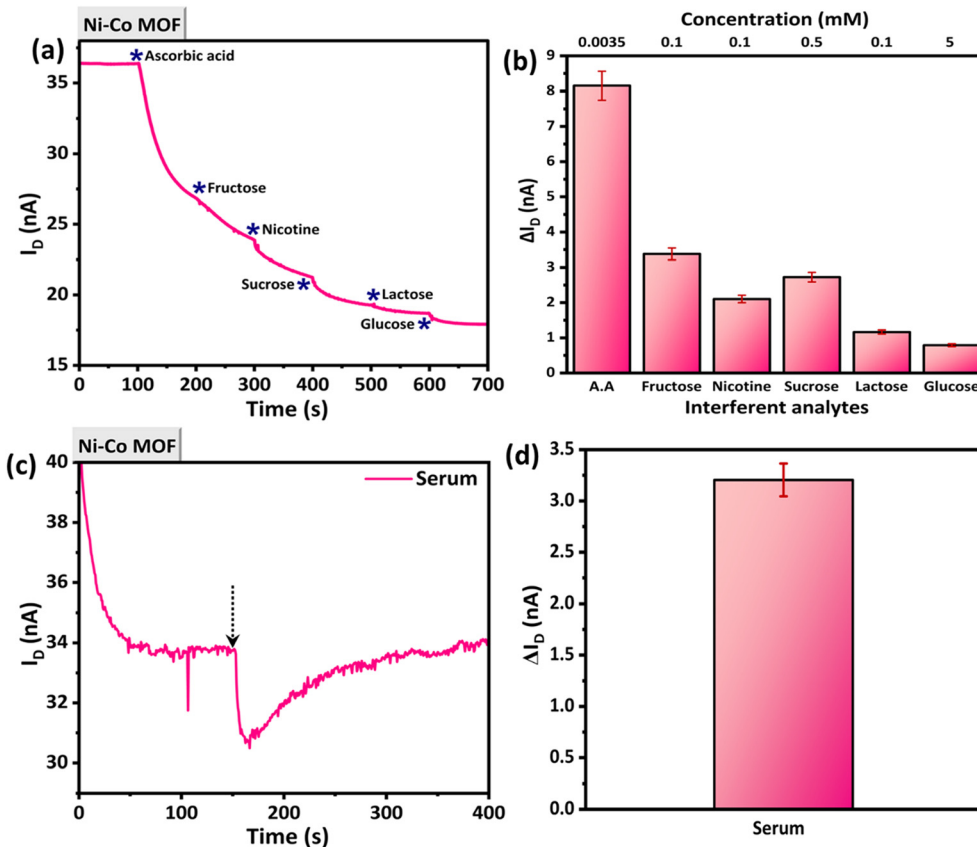 Ni-Co MOF
(a)
* Ascorbic acid
* Fructose
* Nicotine
Sucrose *
* Lactose
Glucose *
35
30
25
20
15
I_D (nA)
0 100 200 300 400 500 600 700
Time (s)
Concentration (mM)
0.0035 0.1 0.1 0.5 0.1 5
(b)
9
8
7
6
5
4
3
2
1
0
ΔI_D (nA)
A.A Fructose Nicotine Sucrose Lactose Glucose
Interferent analytes
Ni-Co MOF
(c)
Serum
40
38
36
34
32
30
I_D (nA)
0 100 200 300 400
Time (s)
(d)
3.5
3.0
2.5
2.0
1.5
1.0
0.5
0.0
ΔI_D (nA)
Serum